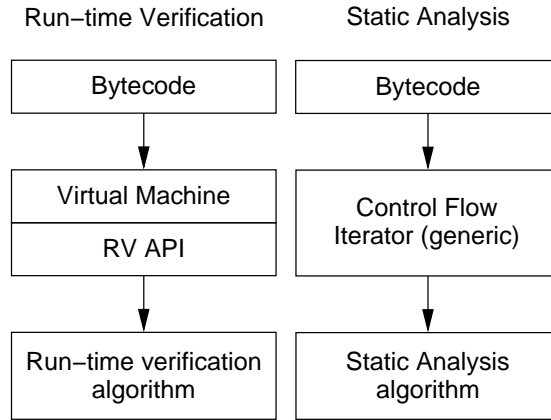 Run−time Verification
Static Analysis
Bytecode
Bytecode
Virtual Machine
RV API
Control Flow
Iterator (generic)
Run−time verification
algorithm
Static Analysis
algorithm